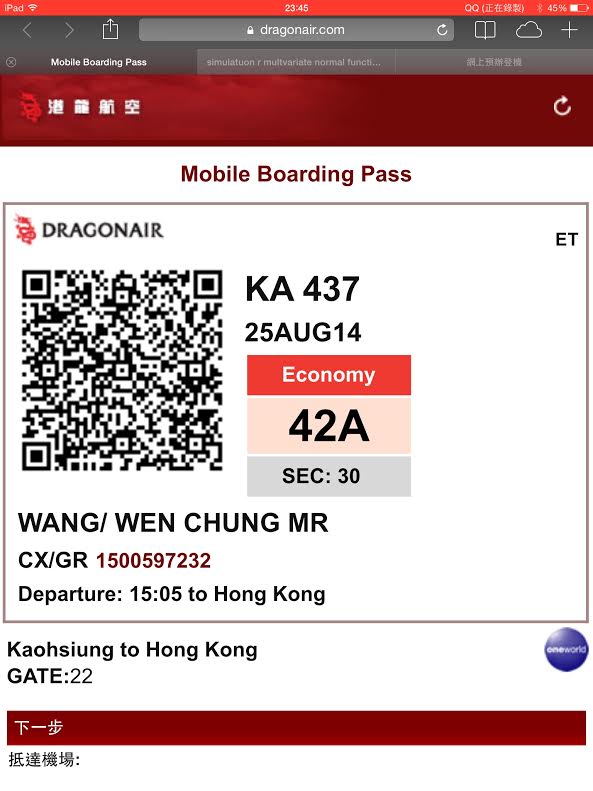 iPad 23:45 QQ (正在錄製) 45%
dragonair.com
Mobile Boarding Pass simulatuon r multvariate normal functi... 網上預辦登機
港龍航空
Mobile Boarding Pass
DRAGONAIR
ET
KA 437
25AUG14
Economy
42A
SEC: 30
WANG/ WEN CHUNG MR
CX/GR 1500597232
Departure: 15:05 to Hong Kong
Kaohsiung to Hong Kong
oneworld
GATE:22
下一步
抵達機場: